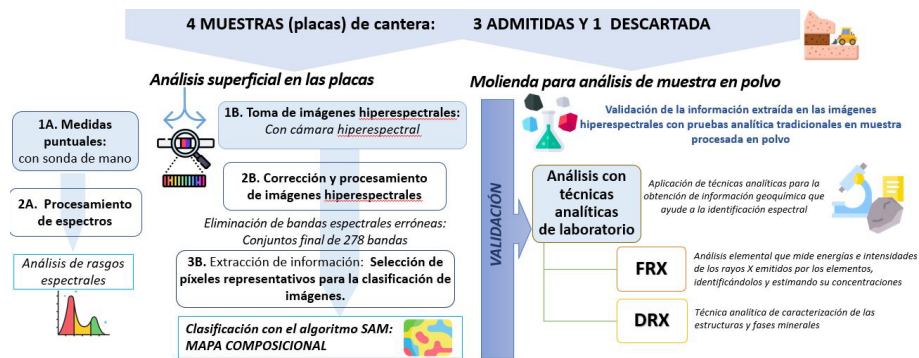 4 MUESTRAS (placas) de cantera: 3 ADMITIDAS Y 1 DESCARTADA
Análisis superficial en las placas
1A. Medidas
puntuales:
con sonda de mano
2A. Procesamiento
de espectros
Análisis de rasgos
espectrales
1B. Toma de imágenes hiperespectrales:
Con cámara hiperespectral
2B. Corrección y procesamiento
de imágenes hiperespectrales
Eliminación de bandas espectrales erróneas:
Conjuntos final de 278 bandas
3B. Extracción de información: Selección de
píxeles representativos para la clasificación de
imágenes.
Clasificación con el algoritmo SAM:
MAPA COMPOSICIONAL
VALIDACIÓN
Molienda para análisis de muestra en polvo
Validación de la información extraída en las imágenes
hiperespectrales con pruebas analítica tradicionales en muestra
procesada en polvo
Análisis con
técnicas
analíticas
de laboratorio
Aplicación de técnicas analíticas para la
obtención de información geoquímica que
ayude a la identificación espectral
FRX
Análisis elemental que mide energías e intensidades
de los rayos X emitidos por los elementos,
identificándolos y estimando su concentraciones
DRX
Técnica analítica de caracterización de las
estructuras y fases minerales